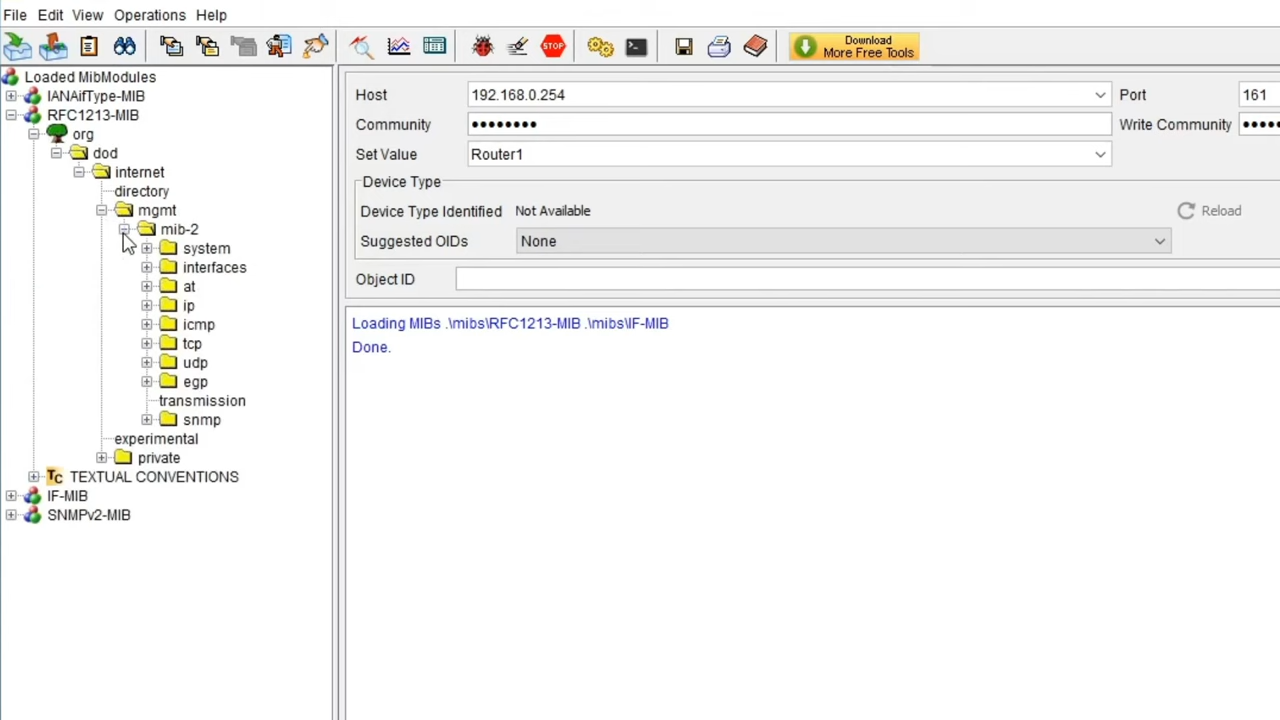 File Edit View Operations Help
STOP
Download
More Free Tools
Loaded MibModules
IANAifType-MIB
RFC1213-MIB
org
dod
internet
directory
mgmt
mib-2
system
interfaces
at
ip
icmp
tcp
udp
egp
transmission
snmp
experimental
private
Tc TEXTUAL CONVENTIONS
IF-MIB
SNMPv2-MIB
Host 192.168.0.254 Port 161
Community •••••••• Write Community •••••
Set Value Router1
Device Type
Device Type Identified Not Available Reload
Suggested OIDs None
Object ID
Loading MIBs .\mibs\RFC1213-MIB .\mibs\IF-MIB
Done.